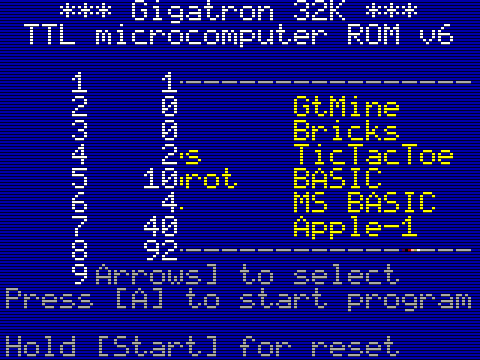 *** Gigatron 32K ***
TTL microcomputer ROM v6
1 1 --------------------
2 0 GtMine
3 0 Bricks
4 2 s TicTacToe
5 10 rot BASIC
6 4. MS BASIC
7 40 Apple-1
8 92 --------------------
9 Arrows] to select
Press [A] to start program
Hold [Start] for reset